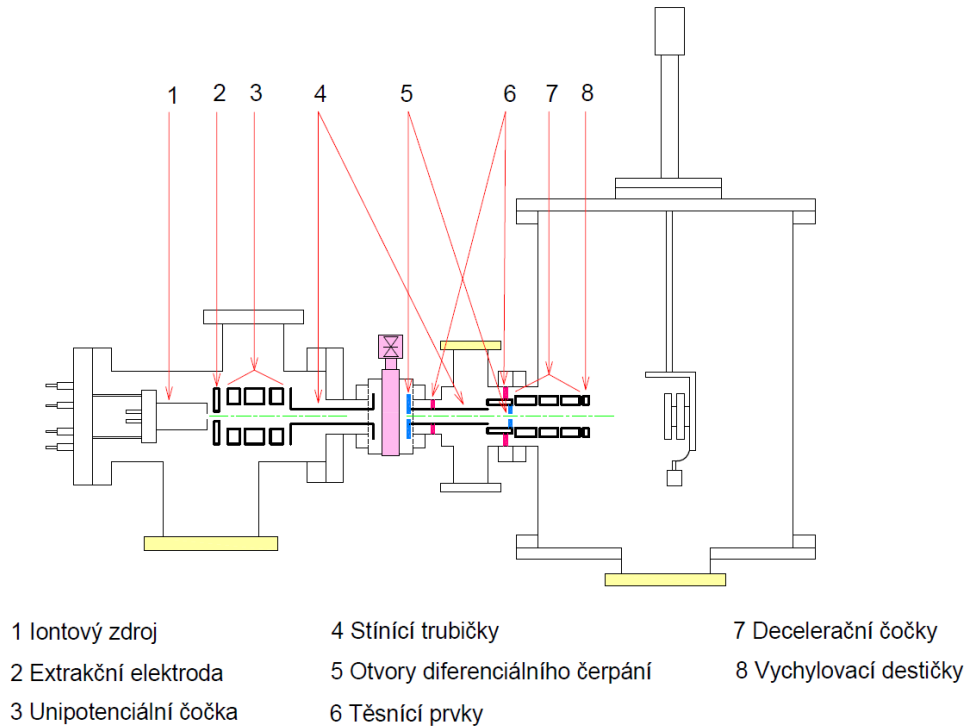 1 2 3 4 5 6 7 8
1 Iontový zdroj
2 Extrakční elektroda
3 Unipotenciální čočka
4 Stínící trubičky
5 Otvory diferenciálního čerpání
6 Těsnící prvky
7 Decelerační čočky
8 Vychylovací destičky